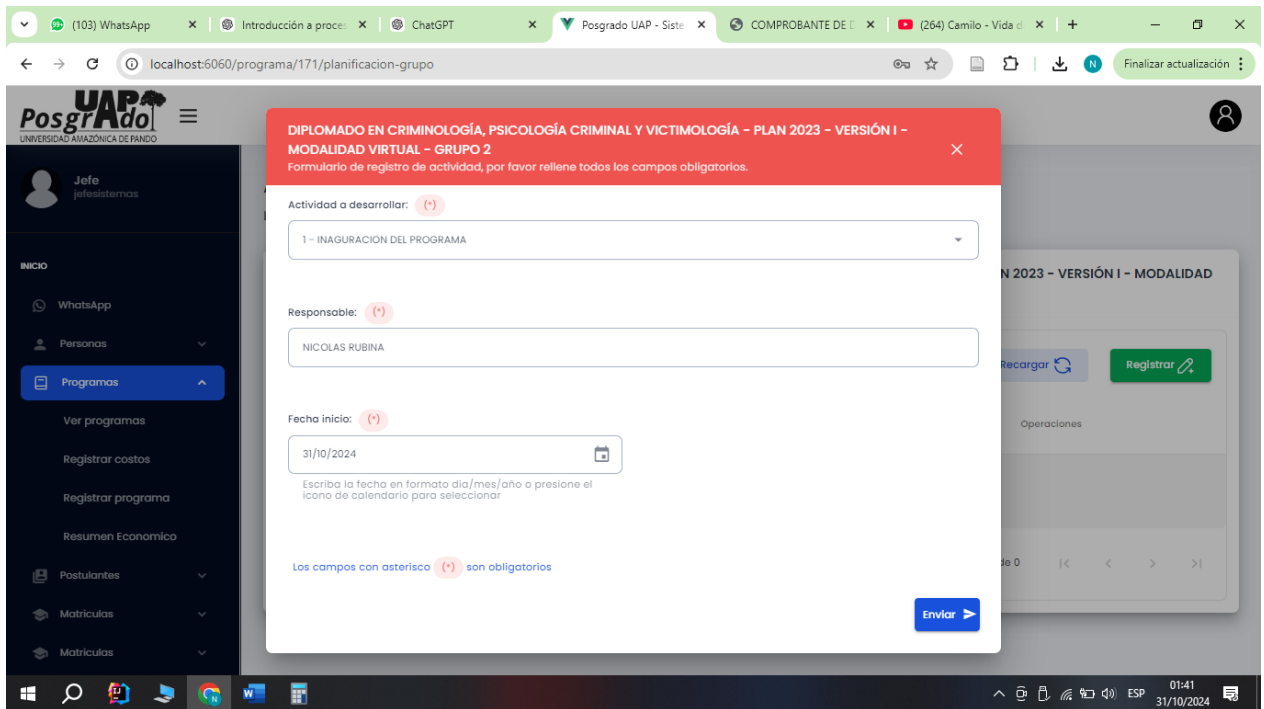 (103) WhatsApp
Introducción a proce
ChatGPT
Posgrado UAP - Siste
COMPROBANTE DE
(264) Camilo - Vida
localhost:6060/programa/171/planificacion-grupo
N
Finalizar actualización
UAP
PosgrAdo
UNIVERSIDAD AMAZÓNICA DE PANDO
Jefe
jefesistemas
INICIO
WhatsApp
Personas
Programas
Ver programas
Registrar costos
Registrar programa
Resumen Economico
Postulantes
Matriculas
Matriculas
DIPLOMADO EN CRIMINOLOGÍA, PSICOLOGÍA CRIMINAL Y VICTIMOLOGÍA - PLAN 2023 - VERSIÓN I -
MODALIDAD VIRTUAL - GRUPO 2
Formulario de registro de actividad, por favor rellene todos los campos obligatorios.
Actividad a desarrollar: (*)
1 - INAGURACION DEL PROGRAMA
Responsable: (*)
NICOLAS RUBINA
Fecha inicio: (*)
31/10/2024
Escriba la fecha en formato dia/mes/año o presione el
icono de calendario para seleccionar
Los campos con asterisco (*) son obligatorios
Enviar
N 2023 - VERSIÓN I - MODALIDAD
Recargar
Registrar
Operaciones
de 0
ESP
01:41
31/10/2024